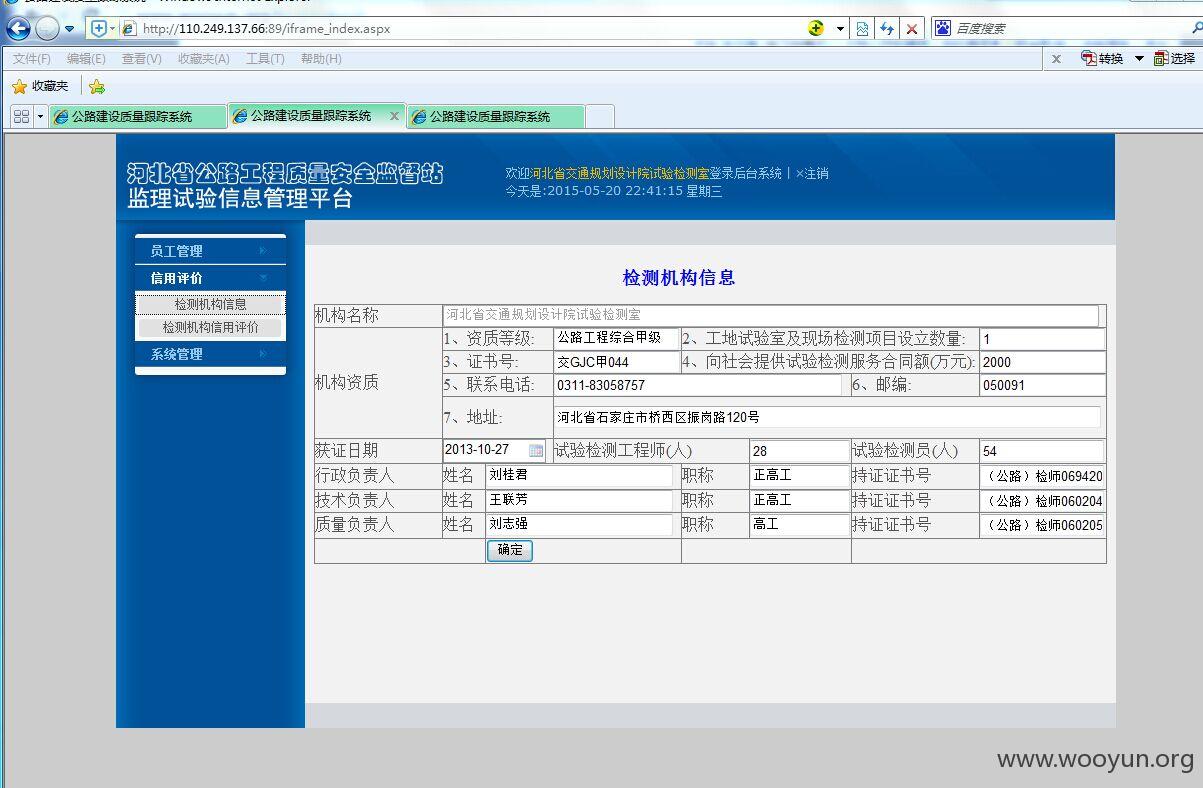 http://110.249.137.66:89/iframe_index.aspx
百度搜索
文件(F) 编辑(E) 查看(V) 收藏夹(A) 工具(T) 帮助(H)
x 转换 选择
收藏夹
公路建设质量跟踪系统 公路建设质量跟踪系统 x 公路建设质量跟踪系统
河北省公路工程质量安全监督站
监理试验信息管理平台
欢迎河北省交通规划设计院试验检测室登录后台系统 | ×注销
今天是:2015-05-20 22:41:15 星期三
员工管理
信用评价
检测机构信息
检测机构信用评价
系统管理
检测机构信息
机构名称 河北省交通规划设计院试验检测室
机构资质
1、资质等级: 公路工程综合甲级 2、工地试验室及现场检测项目设立数量: 1
3、证书号: 交GJC甲044 4、向社会提供试验检测服务合同额(万元): 2000
5、联系电话: 0311-83058757 6、邮编: 050091
7、地址: 河北省石家庄市桥西区振岗路120号
获证日期 2013-10-27 试验检测工程师(人) 28 试验检测员(人) 54
行政负责人 姓名 刘桂君 职称 正高工 持证证书号 （公路）检师069420
技术负责人 姓名 王联芳 职称 正高工 持证证书号 （公路）检师060204
质量负责人 姓名 刘志强 职称 高工 持证证书号 （公路）检师060205
确定
www.wooyun.org